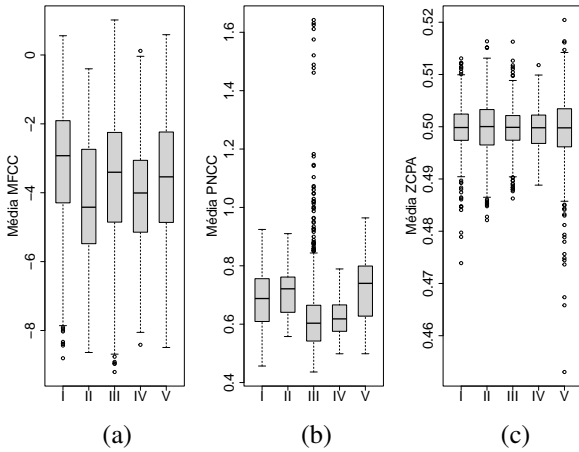 Média MFCC
0
−2
−4
−6
−8
I II III IV V
(a)
Média PNCC
1.6
1.4
1.2
1.0
0.8
0.6
0.4
I II III IV V
(b)
Média ZCPA
0.52
0.51
0.50
0.49
0.48
0.47
0.46
I II III IV V
(c)